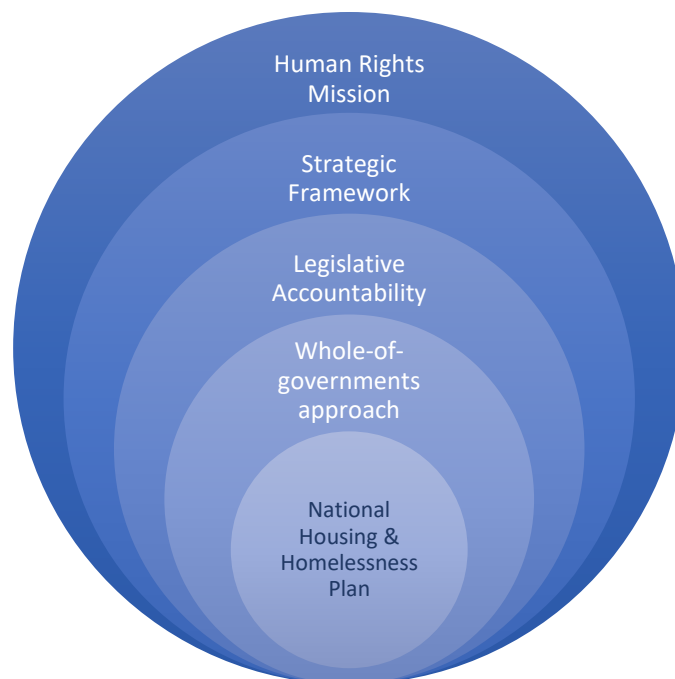 Human Rights
Mission
Strategic
Framework
Legislative
Accountability
Whole-of-
governments
approach
National
Housing &
Homelessness
Plan